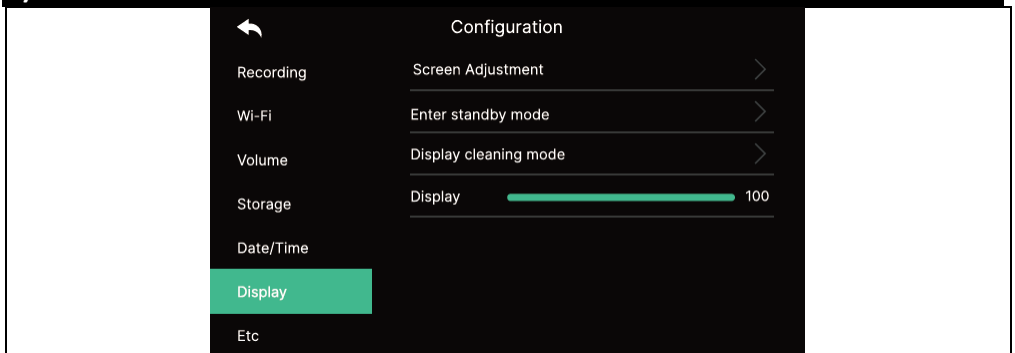 Configuration
Recording
Wi-Fi
Volume
Storage
Date/Time
Display
Etc
Screen Adjustment
Enter standby mode
Display cleaning mode
Display 100